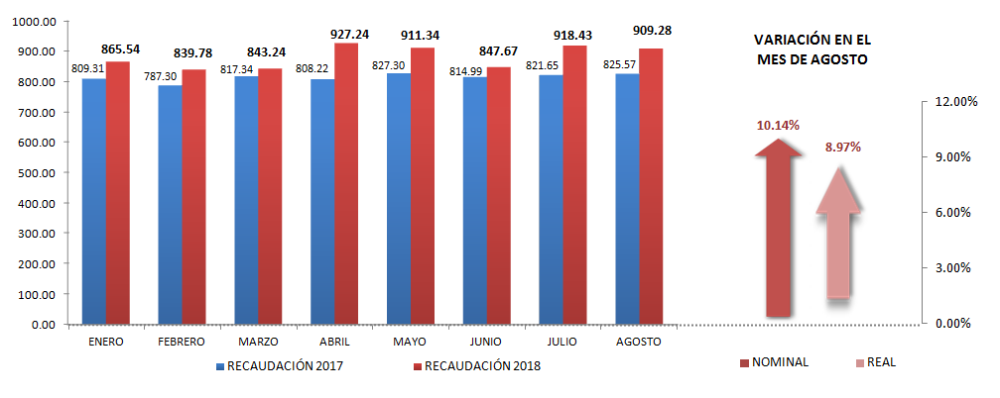 1000.00
900.00
800.00
700.00
600.00
500.00
400.00
300.00
200.00
100.00
0.00
809.31
865.54
787.30
839.78
817.34
843.24
808.22
927.24
827.30
911.34
814.99
847.67
821.65
918.43
825.57
909.28
ENERO
FEBRERO
MARZO
ABRIL
MAYO
JUNIO
JULIO
AGOSTO
RECAUDACIÓN 2017
RECAUDACIÓN 2018
VARIACIÓN EN EL
MES DE AGOSTO
10.14%
8.97%
12.00%
9.00%
6.00%
3.00%
0.00%
NOMINAL
REAL